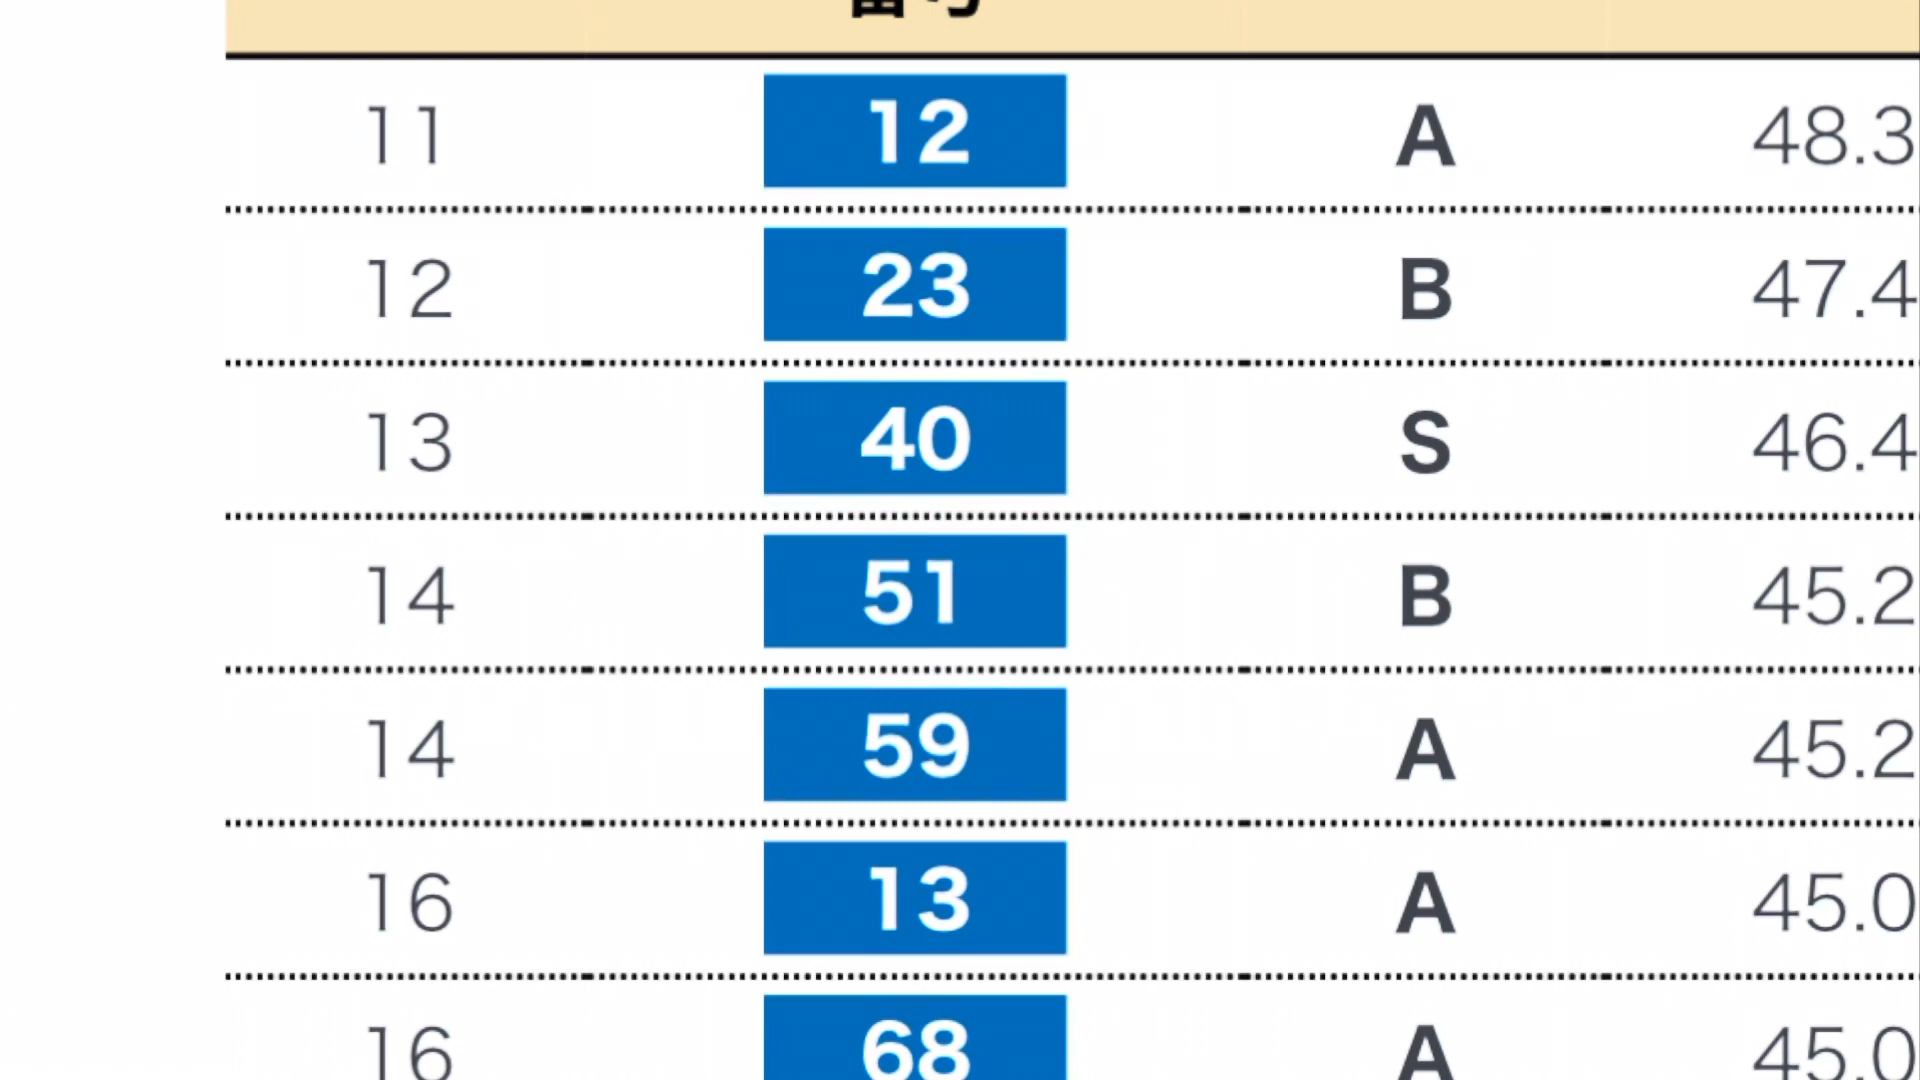 11 12 A 48.3
12 23 B 47.4
13 40 S 46.4
14 51 B 45.2
14 59 A 45.2
16 13 A 45.0
16 68 A 45.0